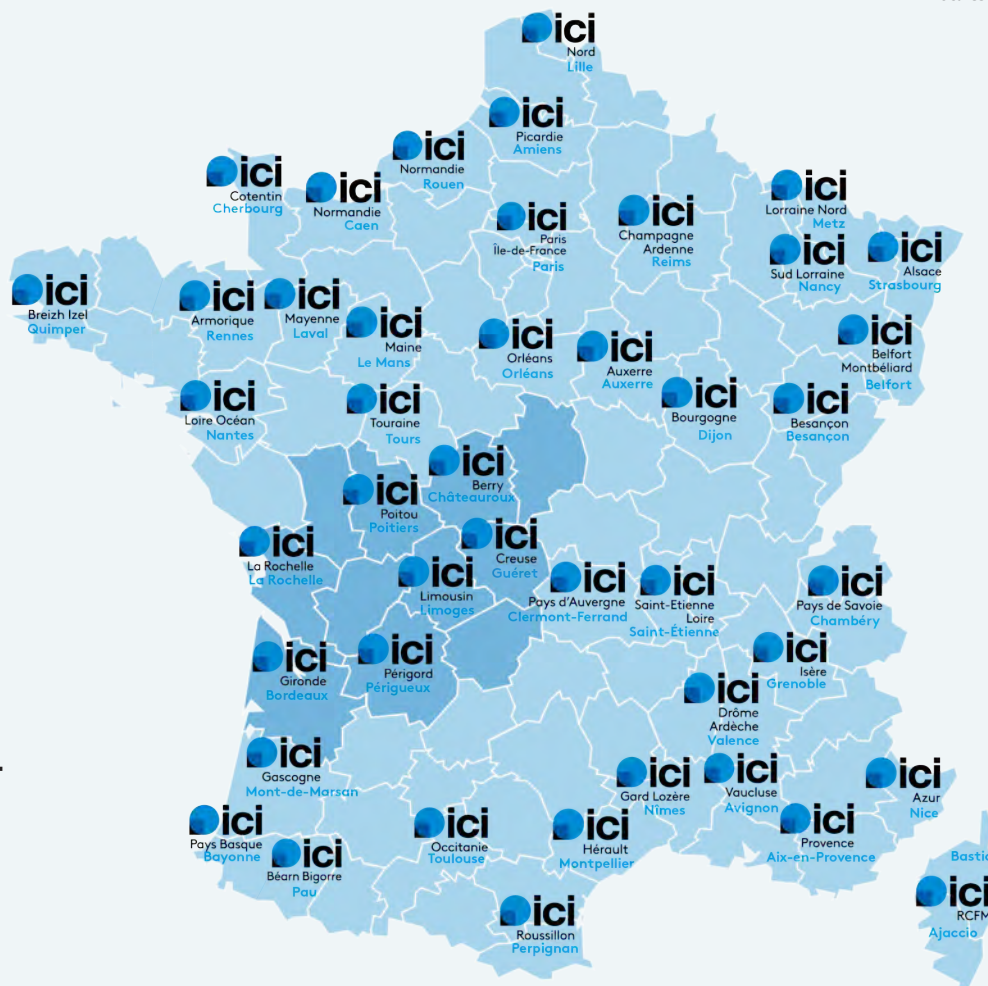 ici
Nord
Lille
ici
Picardie
Amiens
ici
Normandie
Rouen
ici
Cotentin
Cherbourg
ici
Normandie
Caen
ici
Paris
Île-de-France
Paris
ici
Champagne
Ardenne
Reims
ici
Lorraine Nord
Metz
ici
Sud Lorraine
Nancy
ici
Alsace
Strasbourg
ici
Breizh Izel
Quimper
ici
Armorique
Rennes
ici
Mayenne
Laval
ici
Maine
Le Mans
ici
Orléans
Orléans
ici
Auxerre
Auxerre
ici
Belfort
Montbéliard
Belfort
ici
Loire Océan
Nantes
ici
Touraine
Tours
ici
Bourgogne
Dijon
ici
Besançon
Besançon
ici
Berry
Châteauroux
ici
Poitou
Poitiers
ici
La Rochelle
La Rochelle
ici
Creuse
Guéret
ici
Limousin
Limoges
ici
Pays d'Auvergne
Clermont-Ferrand
ici
Saint-Etienne
Loire
Saint-Étienne
ici
Pays de Savoie
Chambéry
ici
Gironde
Bordeaux
ici
Périgord
Périgueux
ici
Isère
Grenoble
ici
Drôme
Ardèche
Valence
ici
Gascogne
Mont-de-Marsan
ici
Gard Lozère
Nîmes
ici
Vaucluse
Avignon
ici
Azur
Nice
ici
Pays Basque
Bayonne
ici
Béarn Bigorre
Pau
ici
Occitanie
Toulouse
ici
Hérault
Montpellier
ici
Provence
Aix-en-Provence
ici
Roussillon
Perpignan
Bastia
ici
RCFM
Ajaccio